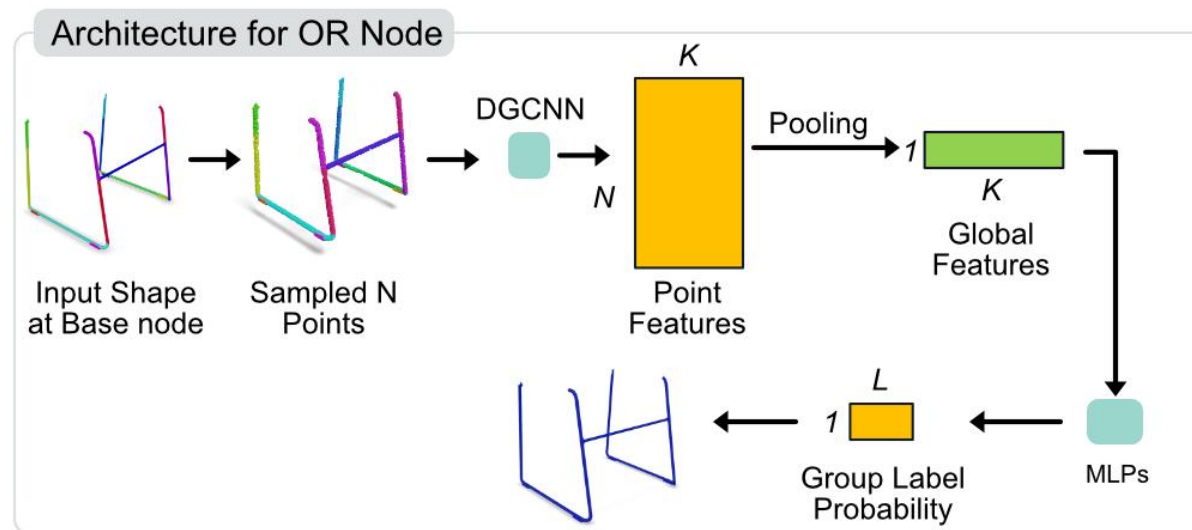 Architecture for OR Node
Input Shape
at Base node
Sampled N
Points
DGCNN
K
N
Point
Features
Pooling
1
K
Global
Features
MLPs
L
1
Group Label
Probability